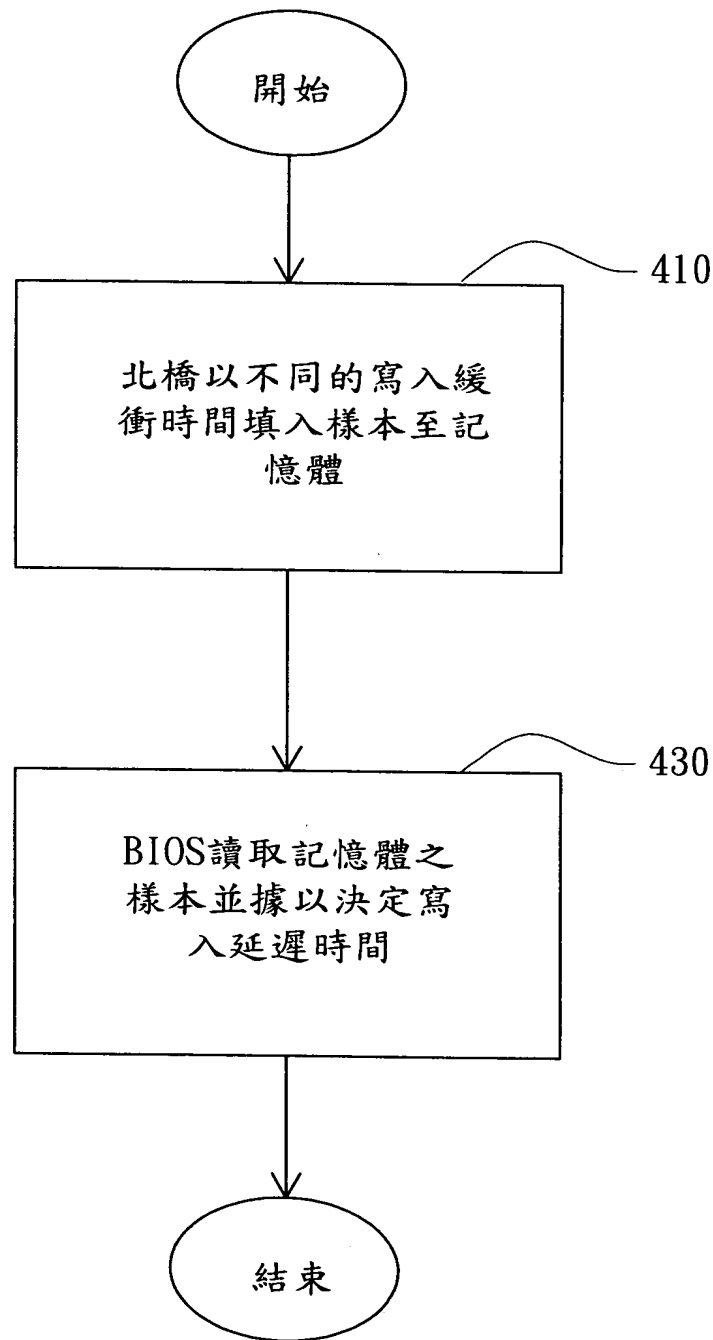 開始
410
北橋以不同的寫入緩
衝時間填入樣本至記
憶體
430
BIOS讀取記憶體之
樣本並據以決定寫
入延遲時間
結束